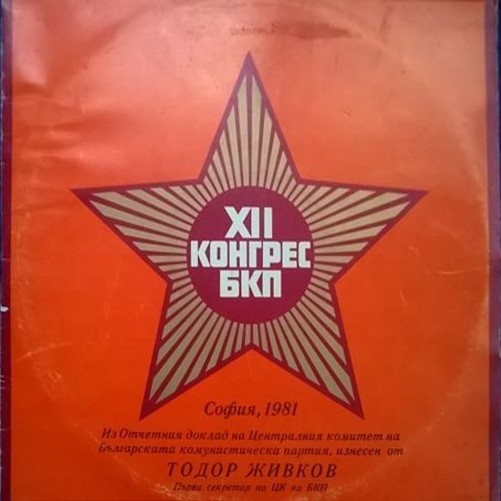 XII
КОНГРЕС
БКП
София, 1981
Из Отчетния доклад на Централния комитет на
Българската комунистическа партия, изнесен от
ТОДОР ЖИВКОВ
Първи секретар на ЦК на БКП